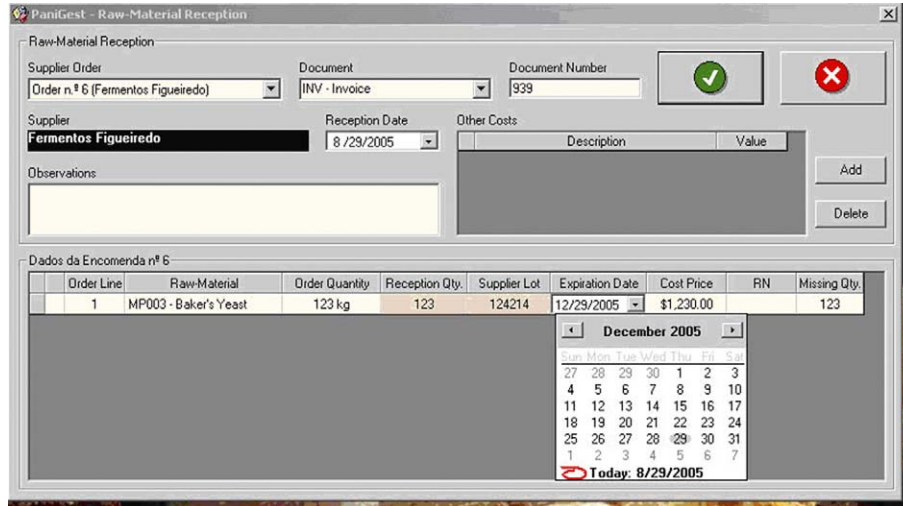 PaniGest - Raw-Material Reception
Raw-Material Reception
Supplier Order Document Document Number
Order n.º 6 (Fermentos Figueiredo) INV - Invoice 939
Supplier Reception Date Other Costs
Fermentos Figueiredo 8/29/2005 Description Value
Observations Add
Delete
Dados da Encomenda nº 6
Order Line Raw-Material Order Quantity Reception Qty. Supplier Lot Expiration Date Cost Price RN Missing Qty.
1 MP003 - Baker's Yeast 123 kg 123 124214 12/29/2005 $1,230.00 123
December 2005
Sun Mon Tue Wed Thu Fri Sat
27 28 29 30 1 2 3
4 5 6 7 8 9 10
11 12 13 14 15 16 17
18 19 20 21 22 23 24
25 26 27 28 29 30 31
1 2 3 4 5 6 7
Today: 8/29/2005